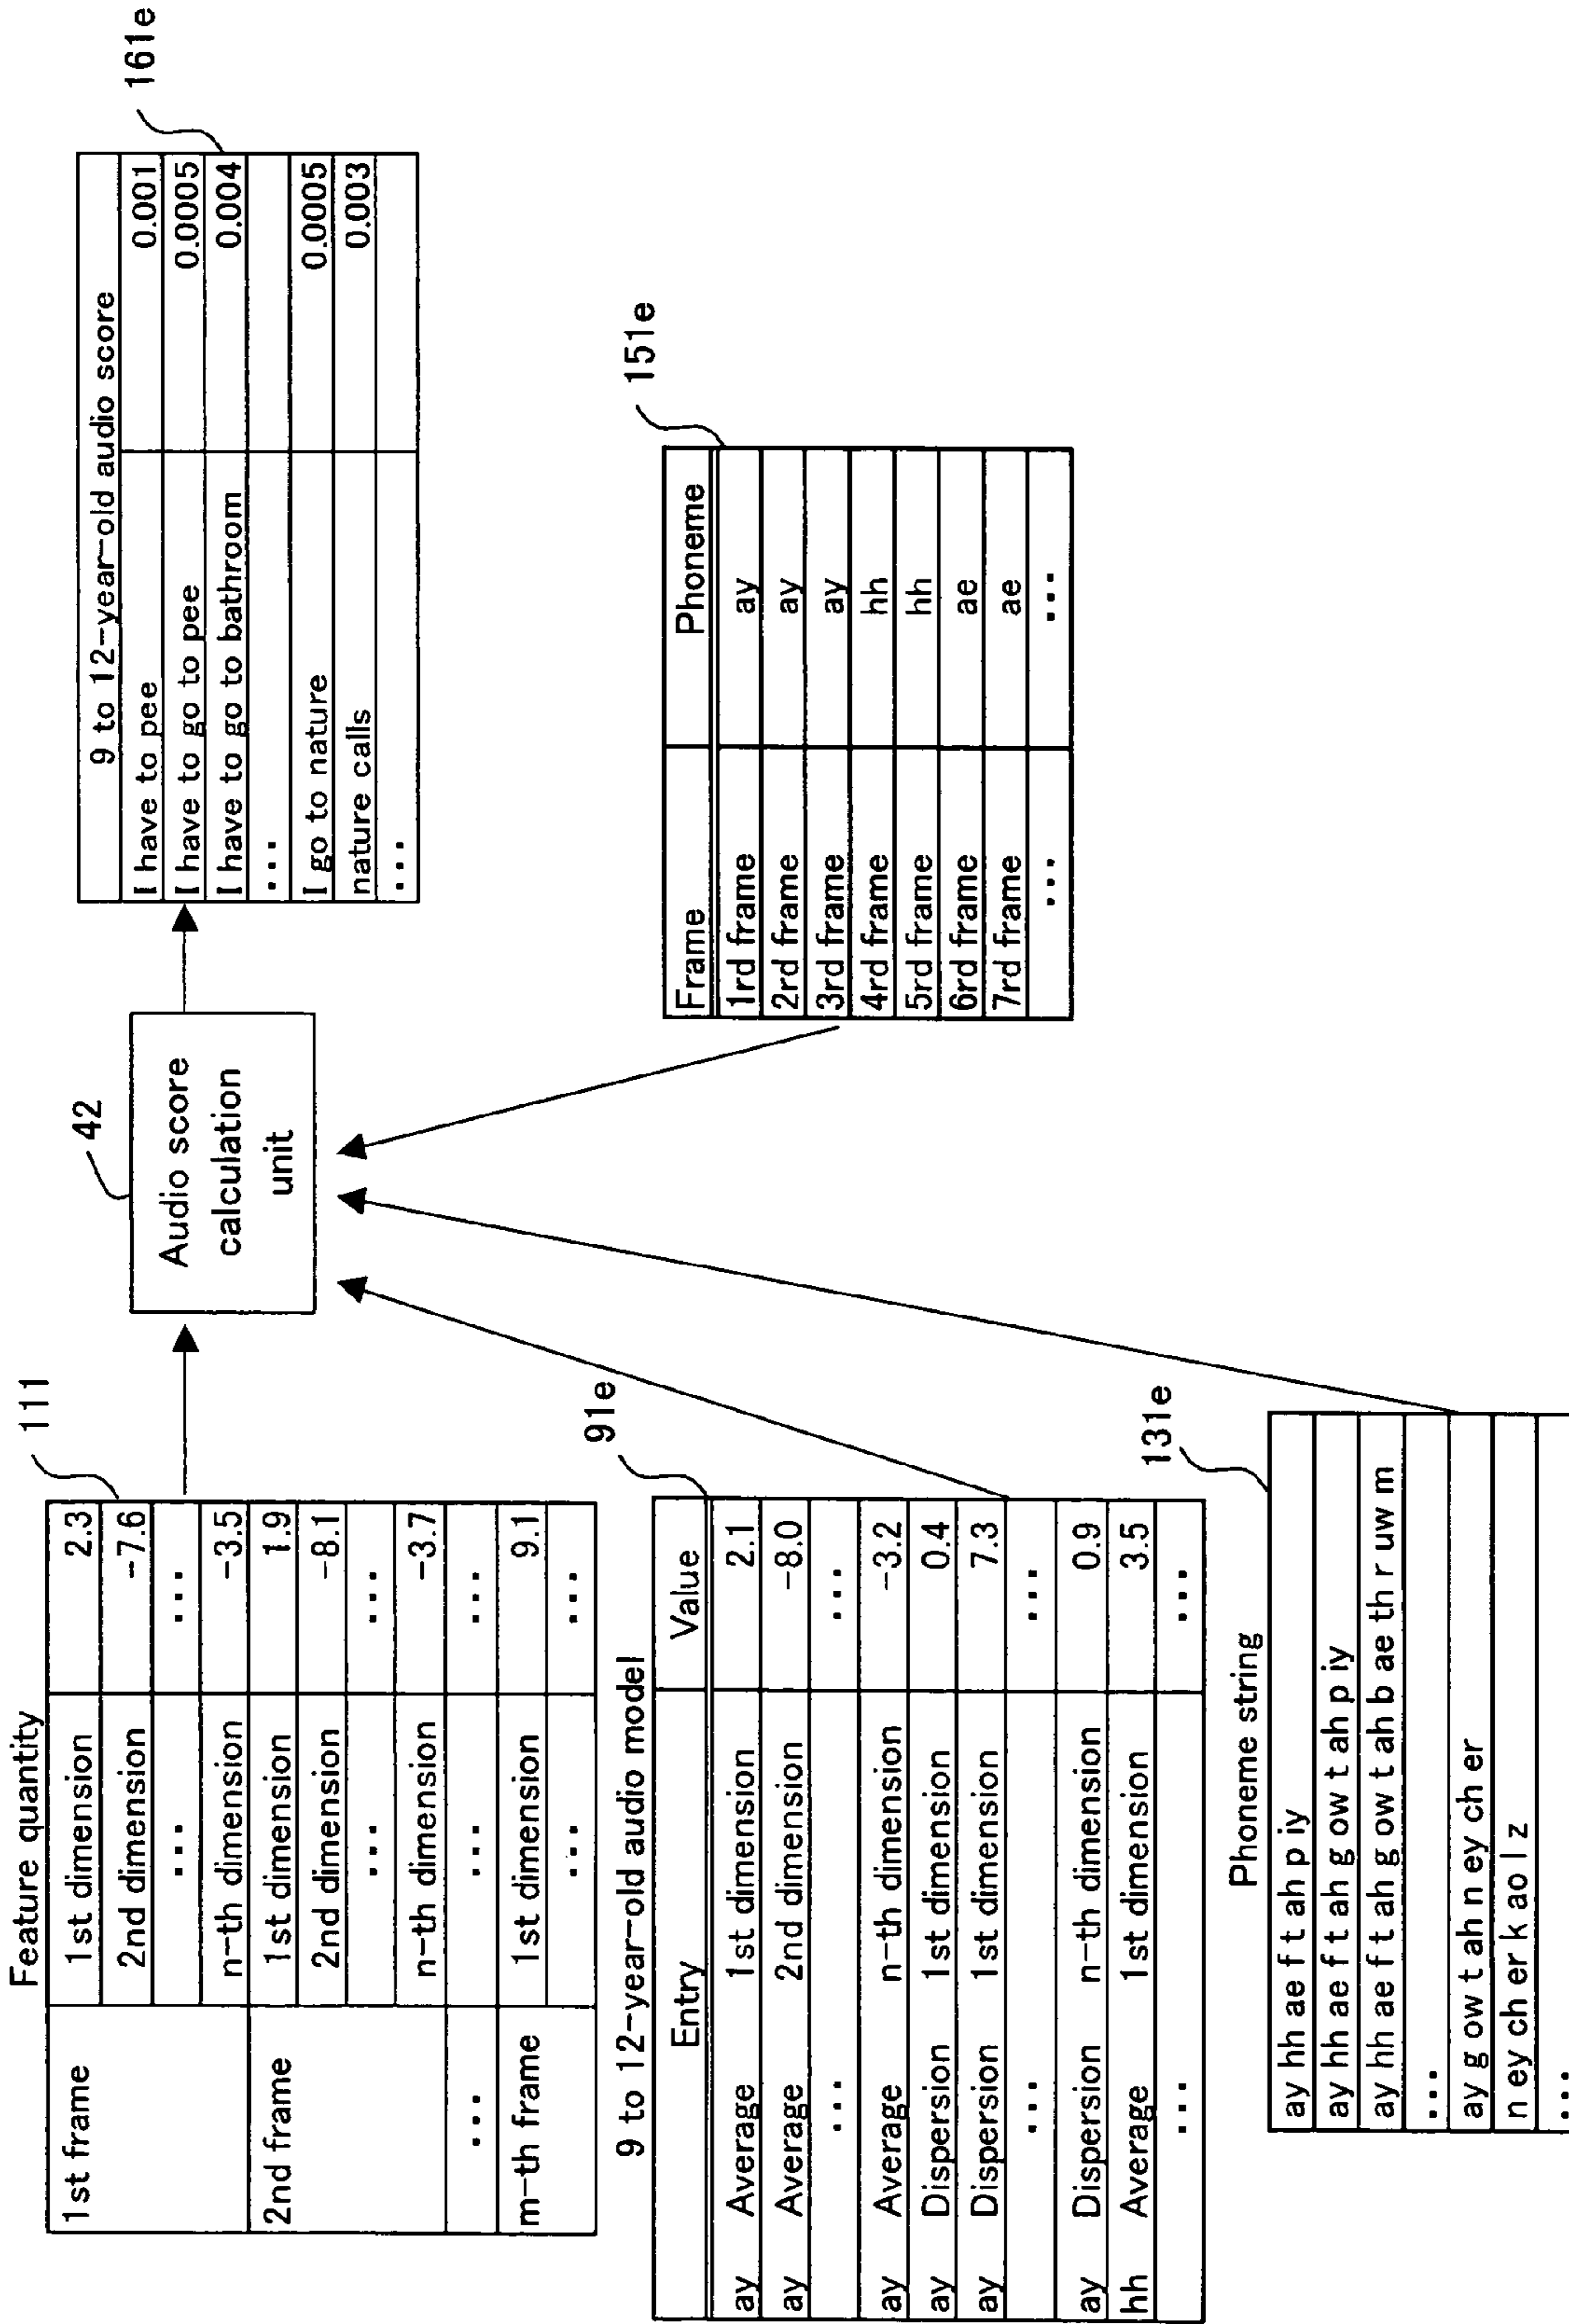 Feature quantity
111
1st frame 1st dimension 2.3
2nd dimension −7.6
... ...
n−th dimension −3.5
2nd frame 1st dimension 1.9
2nd dimension −8.1
... ...
n−th dimension −3.7
... ... ...
m−th frame 1st dimension 9.1
... ...
42
Audio score
calculation
unit
161e
9 to 12−year−old audio score
I have to pee 0.001
I have to go to pee 0.0005
I have to go to bathroom 0.004
...
I go to nature 0.0005
nature calls 0.003
...
9 to 12−year−old audio model
91e
Entry Value
ay Average 1st dimension 2.1
ay Average 2nd dimension −8.0
... ...
ay Average n−th dimension −3.2
ay Dispersion 1st dimension 0.4
ay Dispersion 1st dimension 7.3
... ...
ay Dispersion n−th dimension 0.9
hh Average 1st dimension 3.5
... ...
151e
Frame Phoneme
1rd frame ay
2rd frame ay
3rd frame ay
4rd frame hh
5rd frame hh
6rd frame ae
7rd frame ae
... ...
Phoneme string
131e
ay hh ae f t ah p iy
ay hh ae f t ah g ow t ah p iy
ay hh ae f t ah g ow t ah b ae th r uw m
...
ay g ow t ah n ey ch er
n ey ch er k ao l z
...